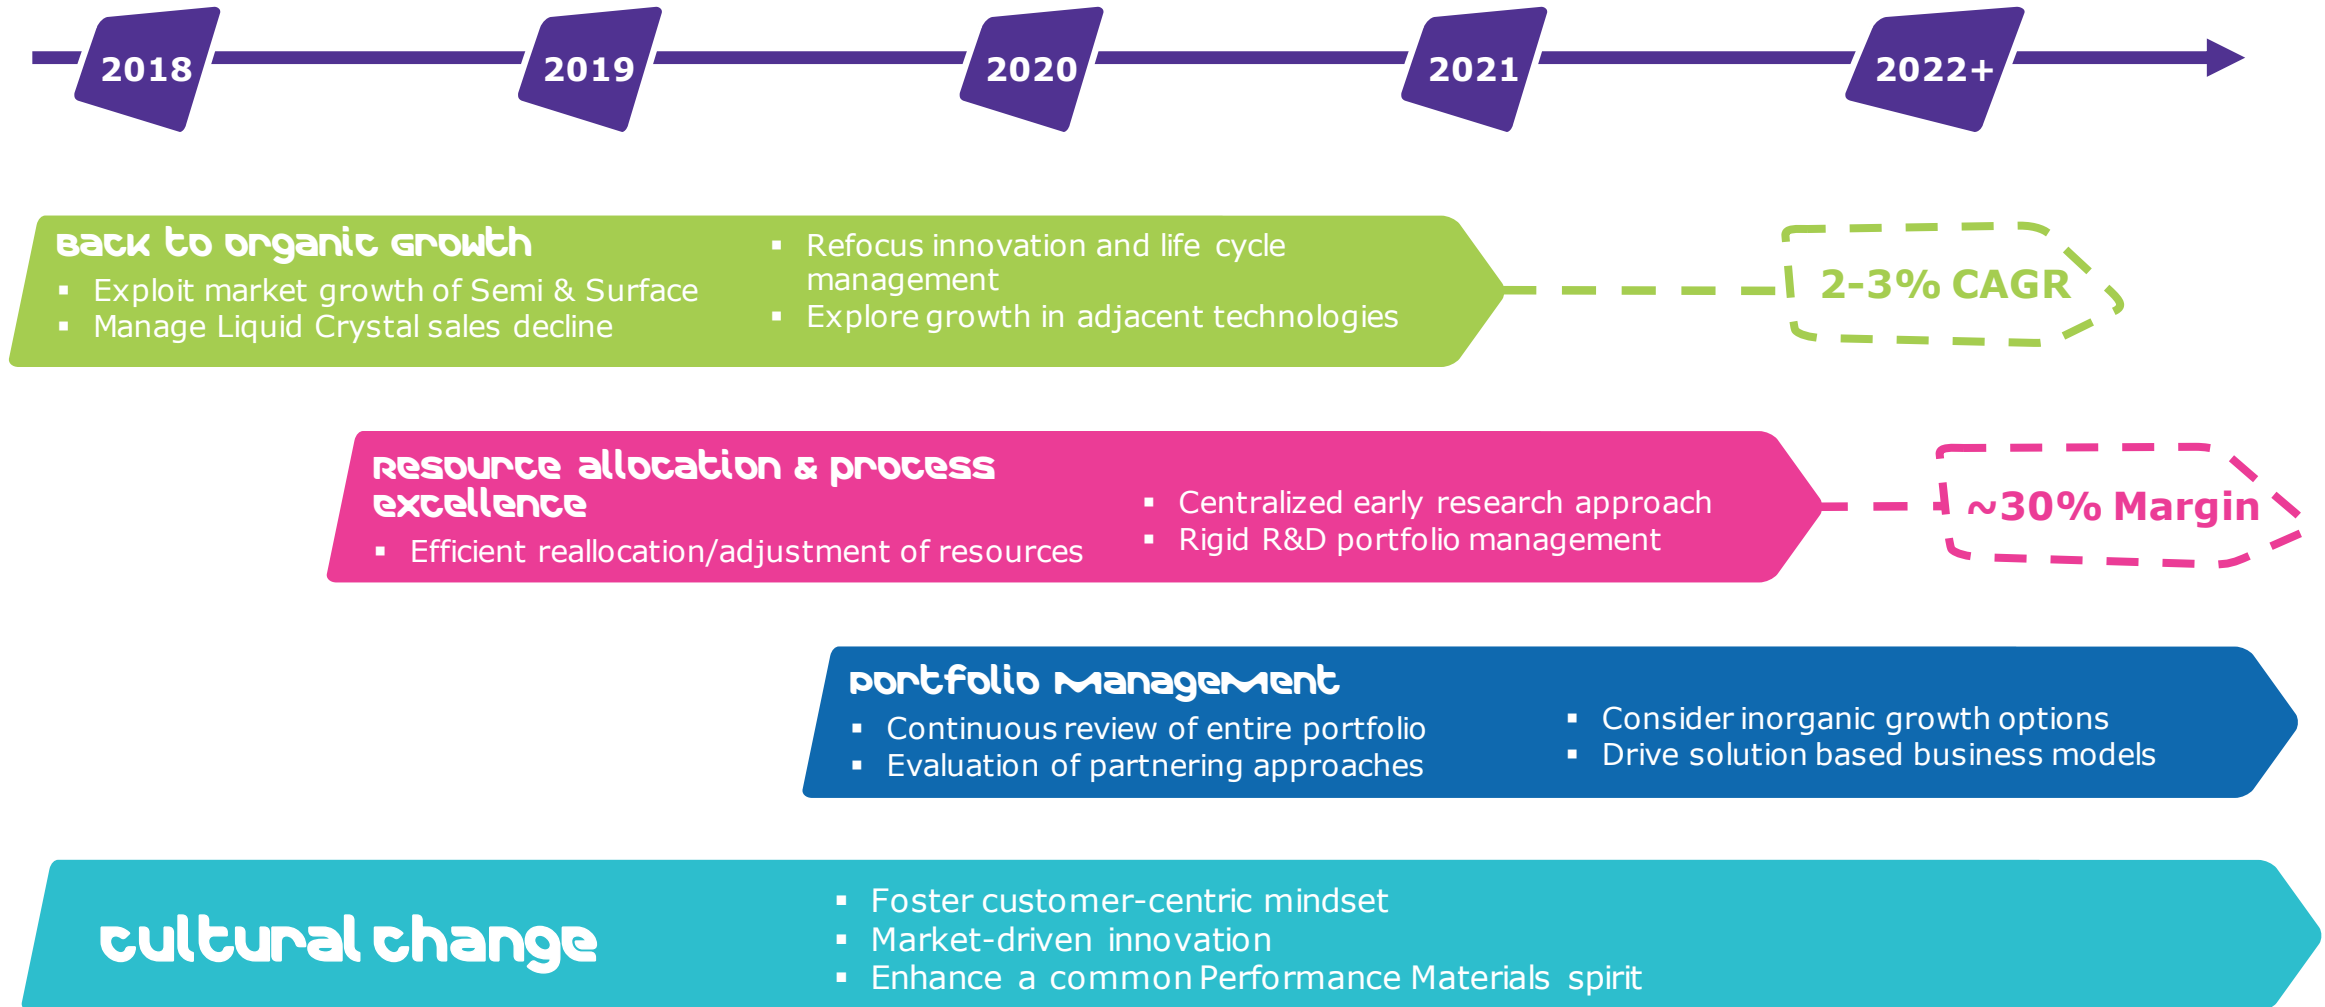 2018
2019
2020
2021
2022+
Back to organic Growth
▪ Exploit market growth of Semi & Surface
▪ Manage Liquid Crystal sales decline
▪ Refocus innovation and life cycle
management
▪ Explore growth in adjacent technologies
2-3% CAGR
Resource allocation & process
excellence
▪ Efficient reallocation/adjustment of resources
▪ Centralized early research approach
▪ Rigid R&D portfolio management
~30% Margin
Portfolio Management
▪ Continuous review of entire portfolio
▪ Evaluation of partnering approaches
▪ Consider inorganic growth options
▪ Drive solution based business models
Cultural change
▪ Foster customer-centric mindset
▪ Market-driven innovation
▪ Enhance a common Performance Materials spirit